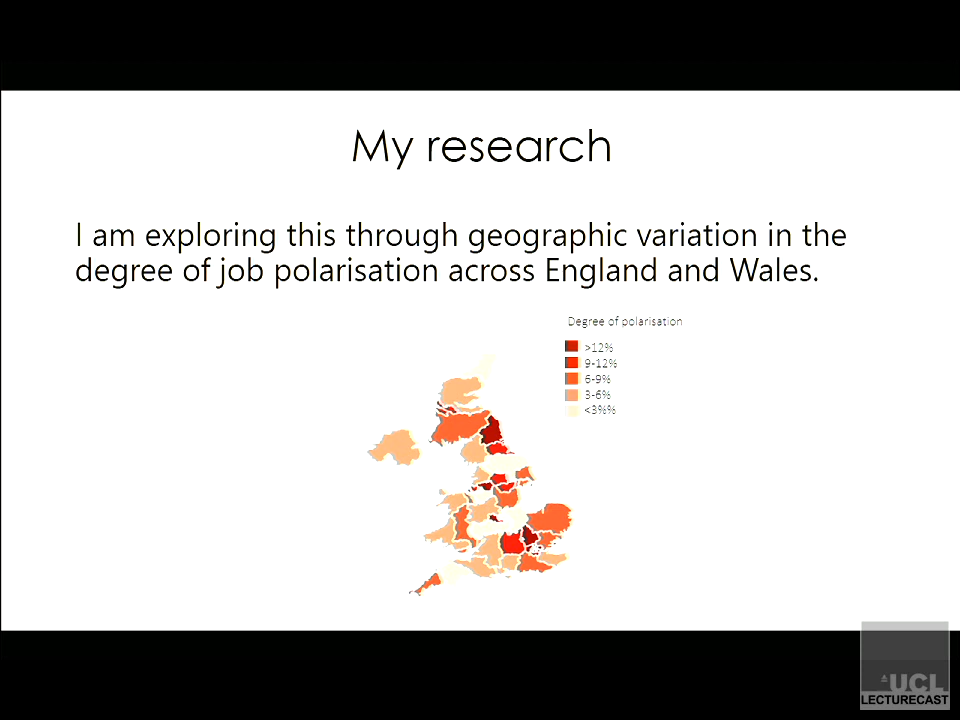 My research
I am exploring this through geographic variation in the
degree of job polarisation across England and Wales.
Degree of polarisation
>12%
9-12%
6-9%
3-6%
<3%%
UCL
LECTURECAST